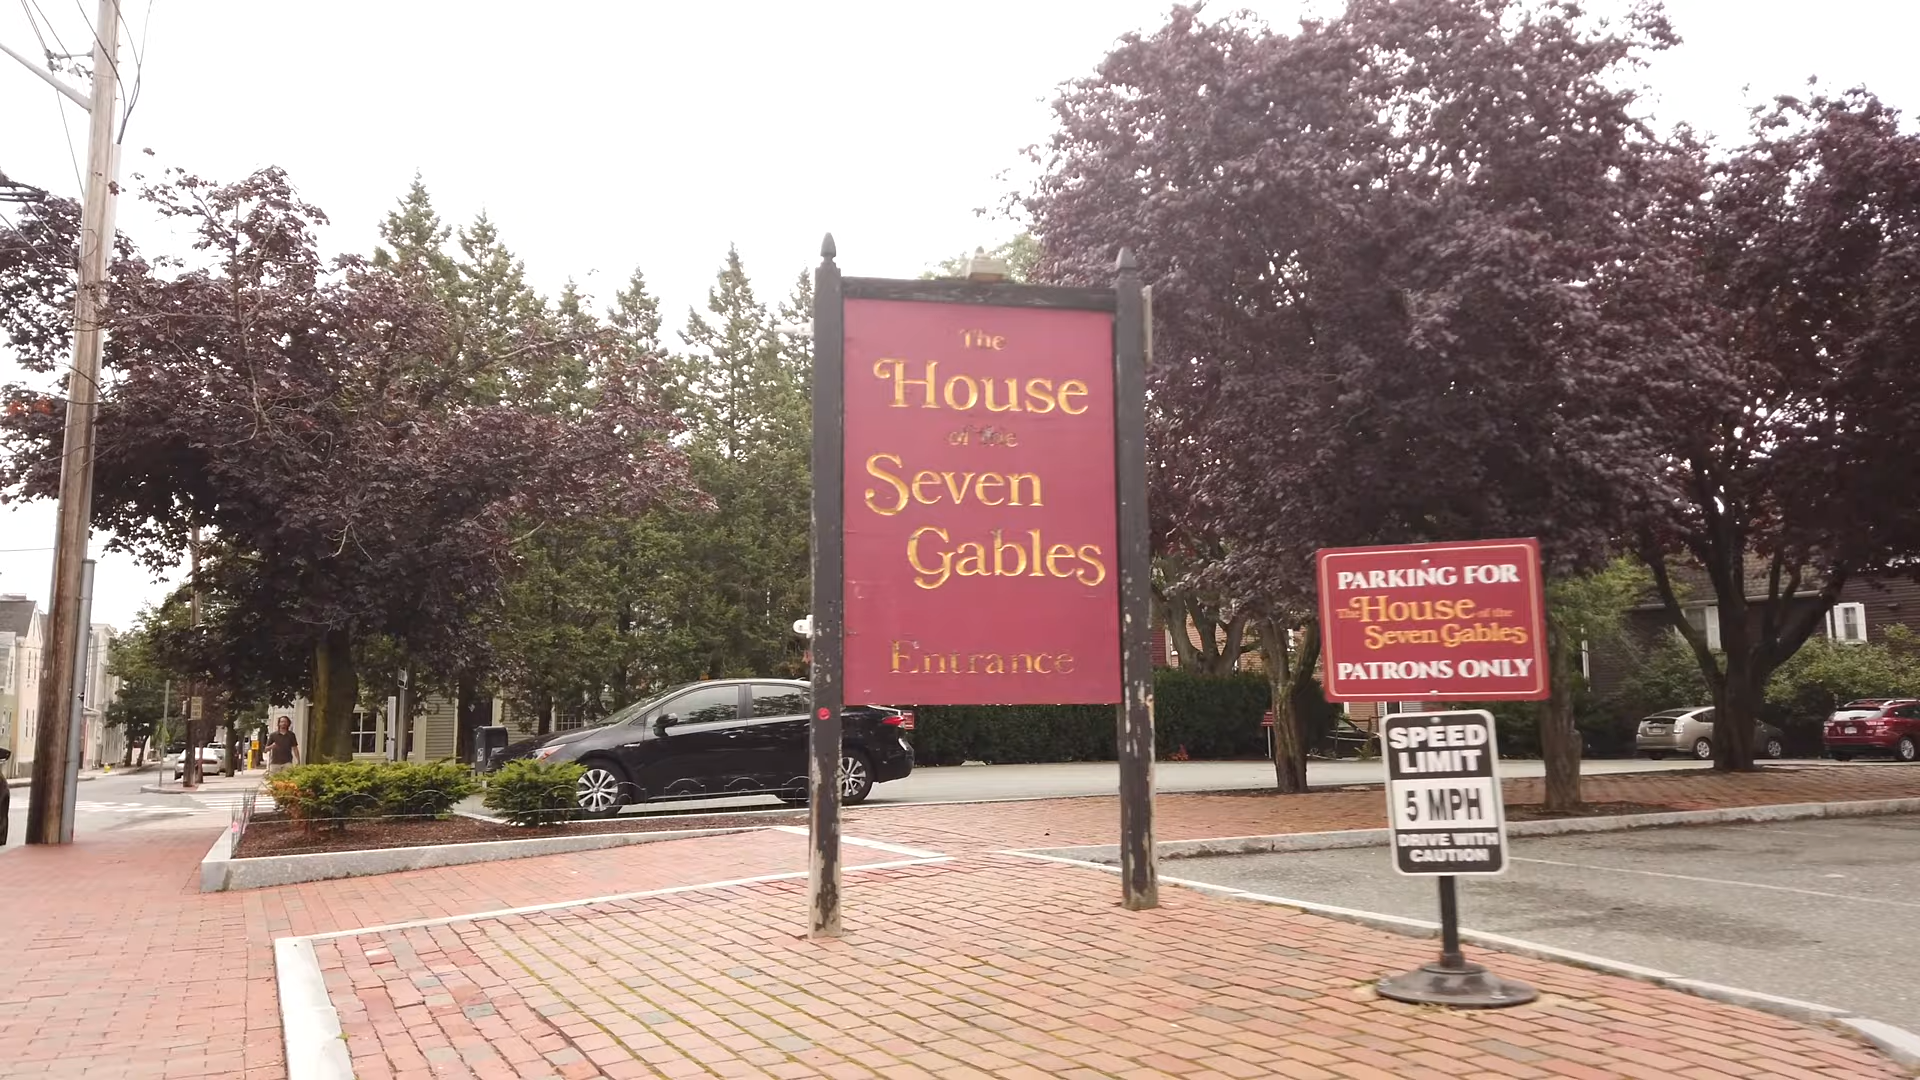 The
House
of the
Seven
Gables
Entrance
PARKING FOR
The House of the
Seven Gables
PATRONS ONLY
SPEED
LIMIT
5 MPH
DRIVE WITH
CAUTION